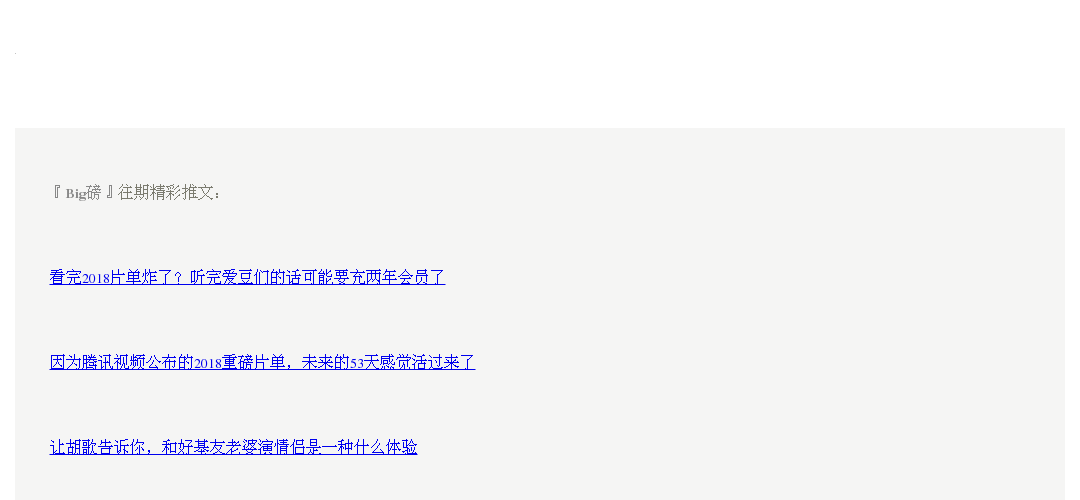 『 Big磅 』往期精彩推文：
看完2018片单炸了？听完爱豆们的话可能要充两年会员了
因为腾讯视频公布的2018重磅片单，未来的53天感觉活过来了
让胡歌告诉你，和好基友老婆演情侣是一种什么体验